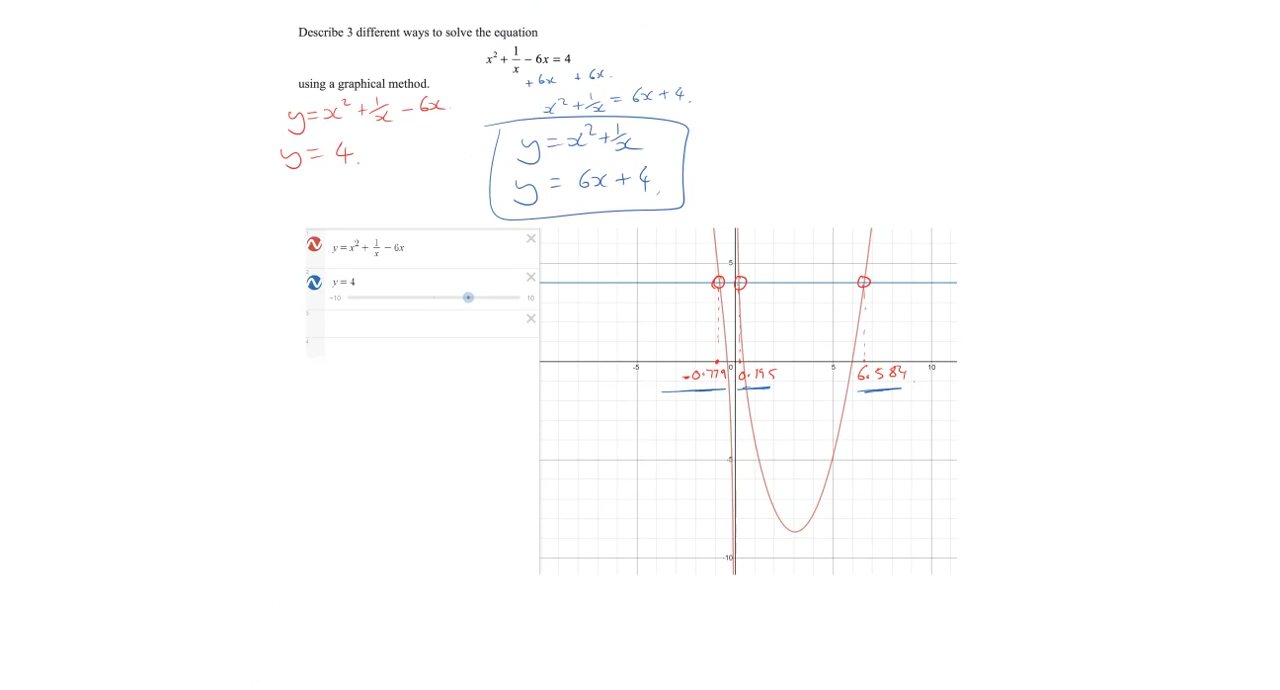 Describe 3 different ways to solve the equation
x² + 1/x − 6x = 4
using a graphical method.
+6x +6x.
x² + 1/x = 6x + 4.
y = x² + 1/x − 6x
y = 4.
y = x² + 1/x
y = 6x + 4,
y = x² + 1/x − 6x
y = 4
-10 10
5
-5 0 5 10
-0.779 0.195 6.584
-5
-10